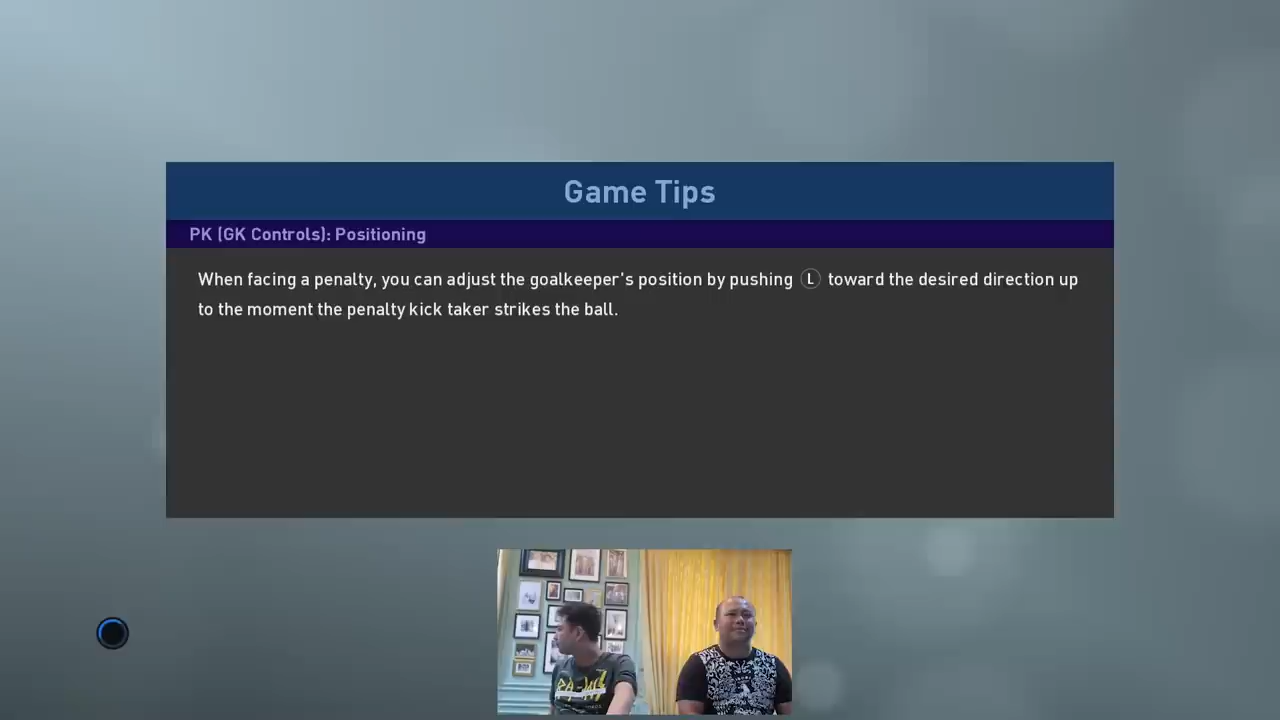 Game Tips
PK (GK Controls): Positioning
When facing a penalty, you can adjust the goalkeeper's position by pushing L toward the desired direction up
to the moment the penalty kick taker strikes the ball.